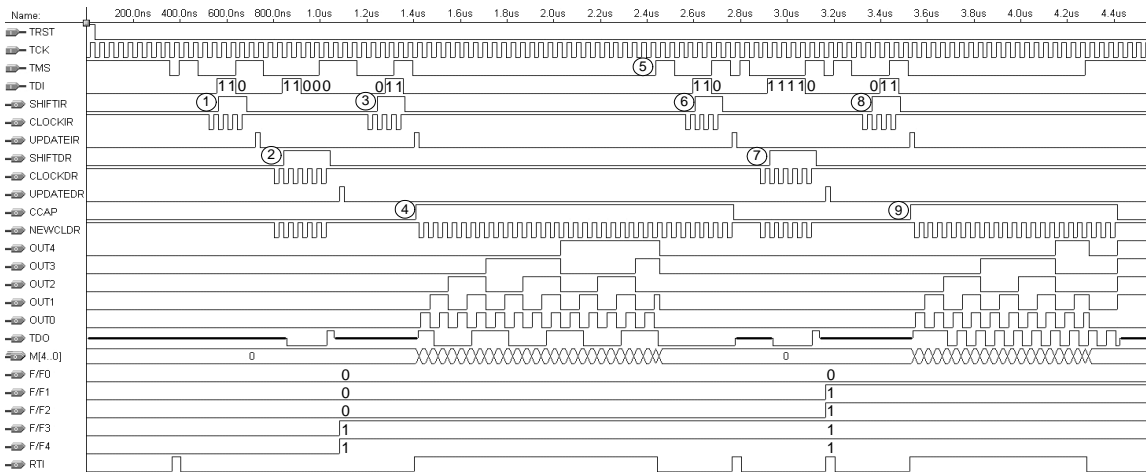 Name: 200.0ns 400.0ns 600.0ns 800.0ns 1.0us 1.2us 1.4us 1.6us 1.8us 2.0us 2.2us 2.4us 2.6us 2.8us 3.0us 3.2us 3.4us 3.6us 3.8us 4.0us 4.2us 4.4us
TRST
TCK
TMS 5
TDI 110 11000 011 110 11110 011
SHIFTIR 1 3 6 8
CLOCKIR
UPDATEIR
SHIFTDR 2 7
CLOCKDR
UPDATEDR
CCAP 4 9
NEWCLDR
OUT4
OUT3
OUT2
OUT1
OUT0
TDO
M[4..0] 0 0
F/F0 0 0
F/F1 0 1
F/F2 0 1
F/F3 1 1
F/F4 1 1
RTI